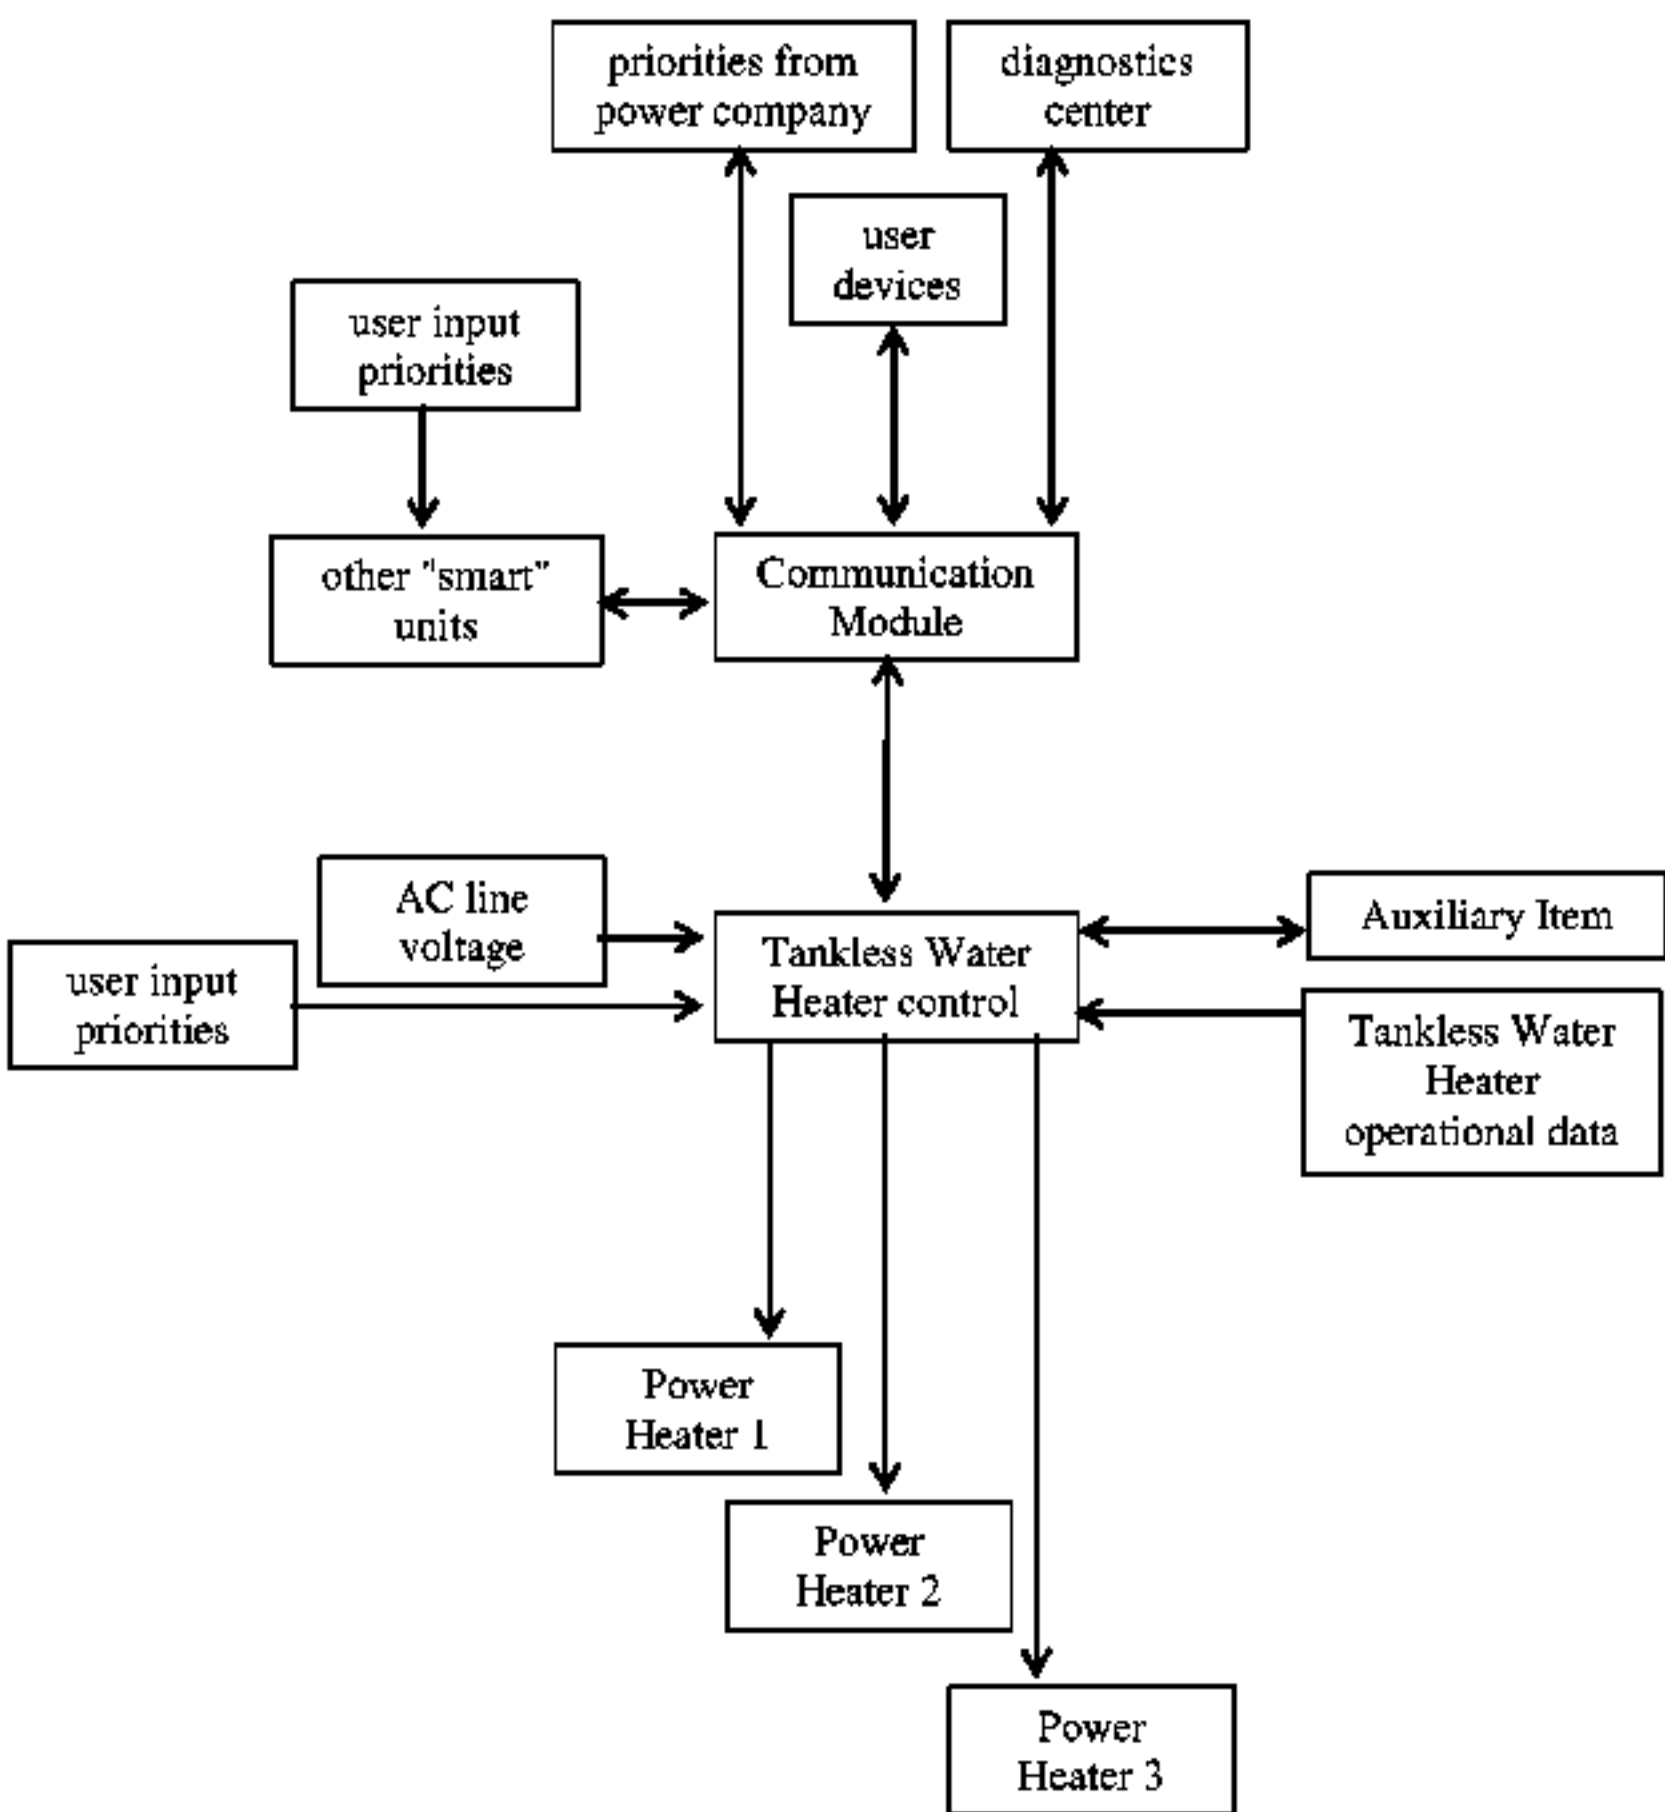 priorities from
power company
diagnostics
center
user
devices
user input
priorities
other "smart"
units
Communication
Module
AC line
voltage
user input
priorities
Tankless Water
Heater control
Auxiliary Item
Tankless Water
Heater
operational data
Power
Heater 1
Power
Heater 2
Power
Heater 3